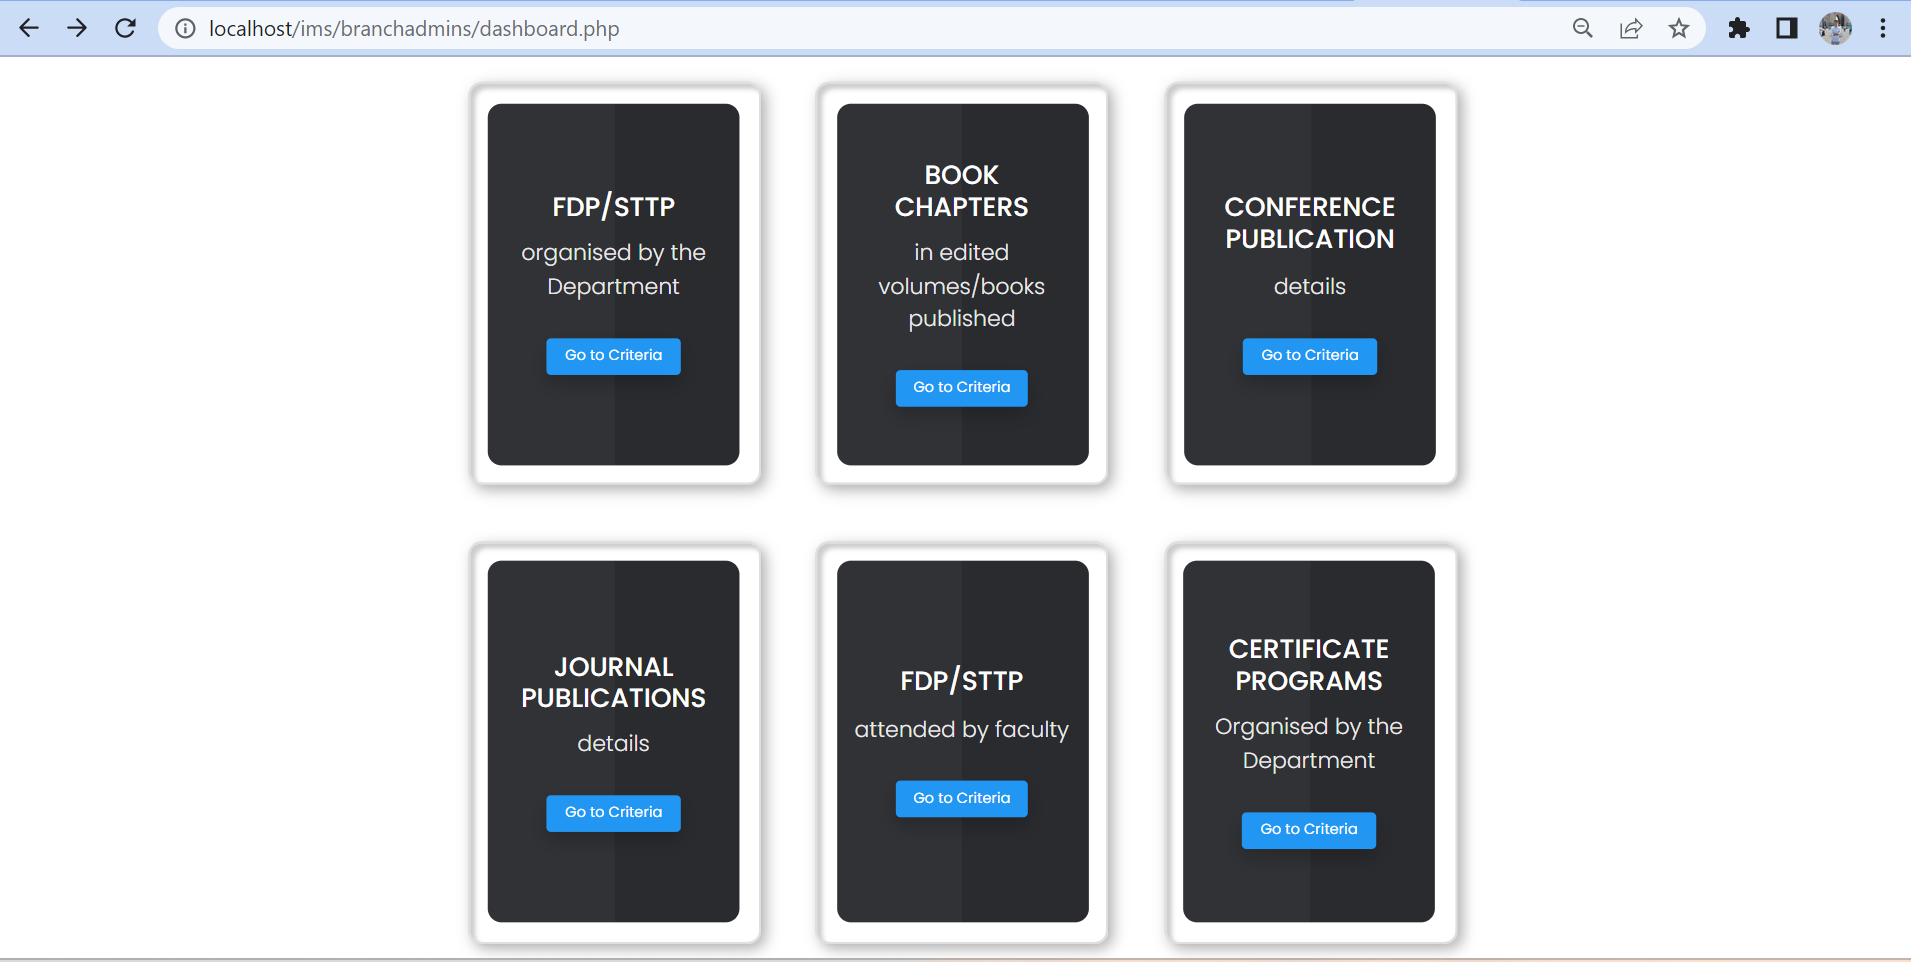 localhost/ims/branchadmins/dashboard.php
FDP/STTP
organised by the
Department
Go to Criteria
BOOK
CHAPTERS
in edited
volumes/books
published
Go to Criteria
CONFERENCE
PUBLICATION
details
Go to Criteria
JOURNAL
PUBLICATIONS
details
Go to Criteria
FDP/STTP
attended by faculty
Go to Criteria
CERTIFICATE
PROGRAMS
Organised by the
Department
Go to Criteria